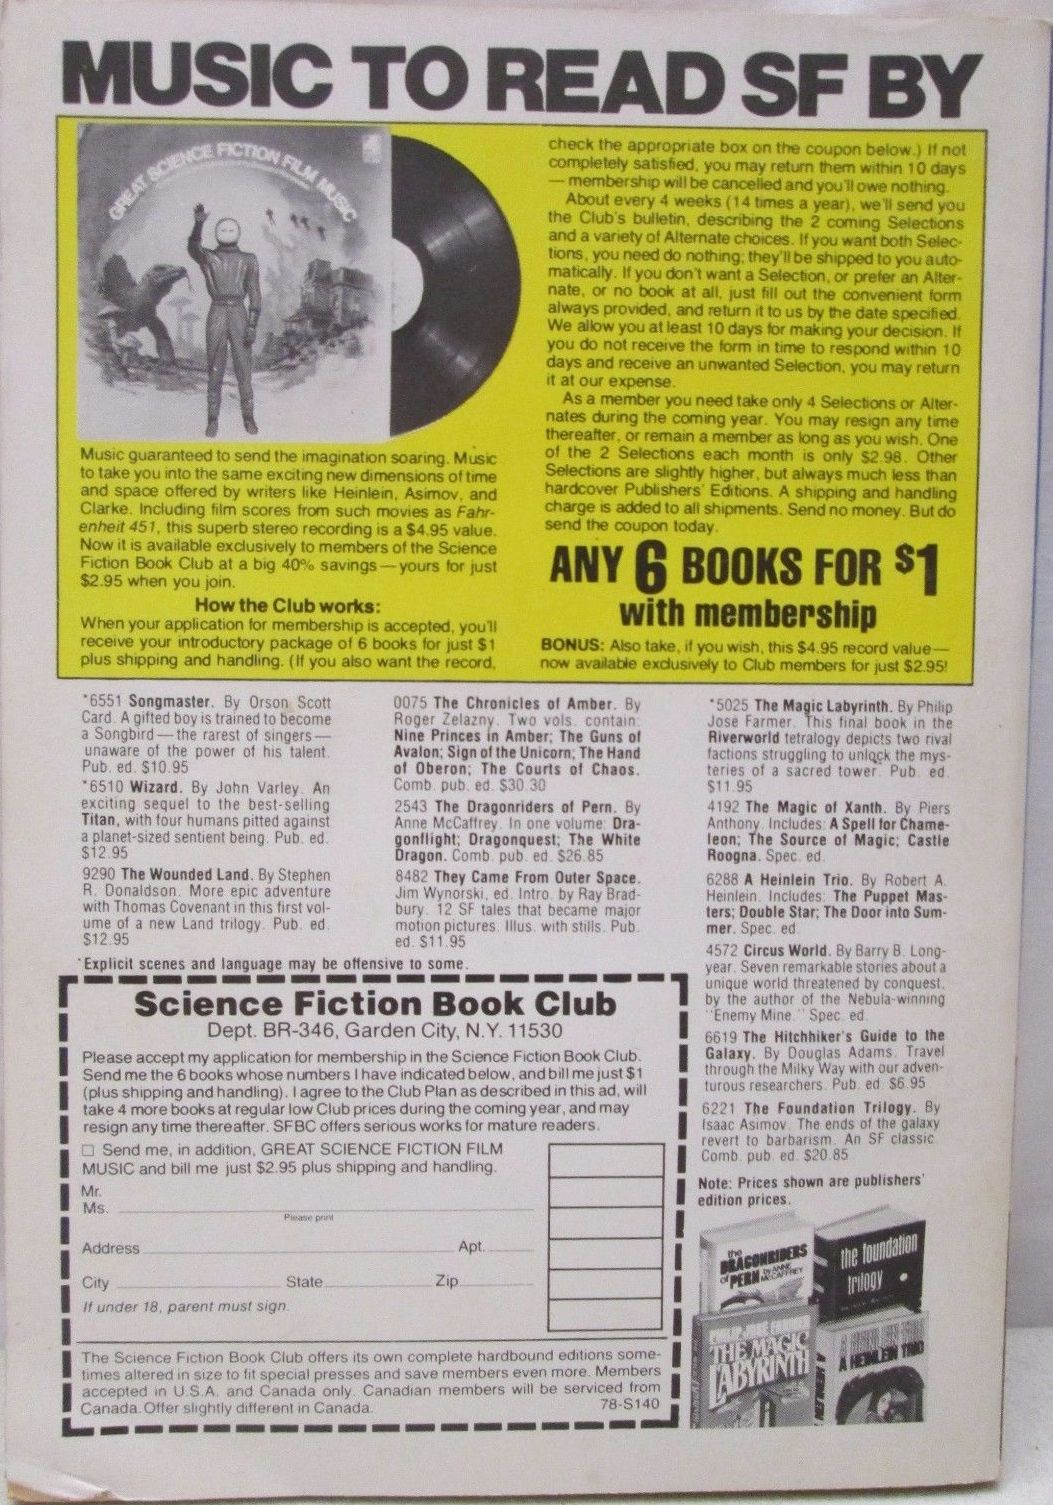 MUSIC TO READ SF BY
GREAT SCIENCE FICTION FILM MUSIC
Music guaranteed to send the imagination soaring. Music
to take you into the same exciting new dimensions of time
and space offered by writers like Heinlein, Asimov, and
Clarke. Including film scores from such movies as Fahr-
enheit 451, this superb stereo recording is a $4.95 value.
Now it is available exclusively to members of the Science
Fiction Book Club at a big 40% savings—yours for just
$2.95 when you join.
How the Club works:
When your application for membership is accepted, you'll
receive your introductory package of 6 books for just $1
plus shipping and handling. (If you also want the record,
check the appropriate box on the coupon below.) If not
completely satisfied, you may return them within 10 days
—membership will be cancelled and you'll owe nothing.
About every 4 weeks (14 times a year), we'll send you
the Club's bulletin, describing the 2 coming Selections
and a variety of Alternate choices. If you want both Selec-
tions, you need do nothing; they'll be shipped to you auto-
matically. If you don't want a Selection, or prefer an Alter-
nate, or no book at all, just fill out the convenient form
always provided, and return it to us by the date specified.
We allow you at least 10 days for making your decision. If
you do not receive the form in time to respond within 10
days and receive an unwanted Selection, you may return
it at our expense.
As a member you need take only 4 Selections or Alter-
nates during the coming year. You may resign any time
thereafter, or remain a member as long as you wish. One
of the 2 Selections each month is only $2.98. Other
Selections are slightly higher, but always much less than
hardcover Publishers' Editions. A shipping and handling
charge is added to all shipments. Send no money. But do
send the coupon today.
ANY 6 BOOKS FOR $1
with membership
BONUS: Also take, if you wish, this $4.95 record value—
now available exclusively to Club members for just $2.95!
*6551 Songmaster. By Orson Scott
Card. A gifted boy is trained to become
a Songbird—the rarest of singers—
unaware of the power of his talent.
Pub. ed. $10.95
*6510 Wizard. By John Varley. An
exciting sequel to the best-selling
Titan, with four humans pitted against
a planet-sized sentient being. Pub. ed.
$12.95
9290 The Wounded Land. By Stephen
R. Donaldson. More epic adventure
with Thomas Covenant in this first vol-
ume of a new Land trilogy. Pub. ed.
$12.95
*Explicit scenes and language may be offensive to some.
0075 The Chronicles of Amber. By
Roger Zelazny. Two vols. contain:
Nine Princes in Amber; The Guns of
Avalon; Sign of the Unicorn; The Hand
of Oberon; The Courts of Chaos.
Comb. pub. ed. $30.30
2543 The Dragonriders of Pern. By
Anne McCaffrey. In one volume: Dra-
gonflight; Dragonquest; The White
Dragon. Comb. pub. ed. $26.85
8482 They Came From Outer Space.
Jim Wynorski, ed. Intro. by Ray Brad-
bury. 12 SF tales that became major
motion pictures. Illus. with stills. Pub.
ed. $11.95
*5025 The Magic Labyrinth. By Philip
José Farmer. This final book in the
Riverworld tetralogy depicts two rival
factions struggling to unlock the mys-
teries of a sacred tower. Pub. ed.
$11.95
4192 The Magic of Xanth. By Piers
Anthony. Includes: A Spell for Chame-
leon; The Source of Magic; Castle
Roogna. Spec. ed.
6288 A Heinlein Trio. By Robert A.
Heinlein. Includes: The Puppet Mas-
ters; Double Star; The Door into Sum-
mer. Spec. ed.
4572 Circus World. By Barry B. Long-
year. Seven remarkable stories about a
unique world threatened by conquest,
by the author of the Nebula-winning
"Enemy Mine." Spec. ed.
6619 The Hitchhiker's Guide to the
Galaxy. By Douglas Adams. Travel
through the Milky Way with our adven-
turous researchers. Pub. ed. $6.95
6221 The Foundation Trilogy. By
Isaac Asimov. The ends of the galaxy
revert to barbarism. An SF classic.
Comb. pub. ed. $20.85
Note: Prices shown are publishers'
edition prices.
Science Fiction Book Club
Dept. BR-346, Garden City, N.Y. 11530
Please accept my application for membership in the Science Fiction Book Club.
Send me the 6 books whose numbers I have indicated below, and bill me just $1
(plus shipping and handling). I agree to the Club Plan as described in this ad, will
take 4 more books at regular low Club prices during the coming year, and may
resign any time thereafter. SFBC offers serious works for mature readers.
□ Send me, in addition, GREAT SCIENCE FICTION FILM
MUSIC and bill me just $2.95 plus shipping and handling.
Mr.
Ms.
Please print
Address Apt.
City State Zip
If under 18, parent must sign.
The Science Fiction Book Club offers its own complete hardbound editions some-
times altered in size to fit special presses and save members even more. Members
accepted in U.S.A. and Canada only. Canadian members will be serviced from
Canada. Offer slightly different in Canada. 78-S140
the
DRAGONRIDERS
of PERN by ANNE
McCAFFREY
the foundation
trilogy
PHILIP JOSE FARMER
THE MAGIC
LABYRINTH
A HEINLEIN TRIO